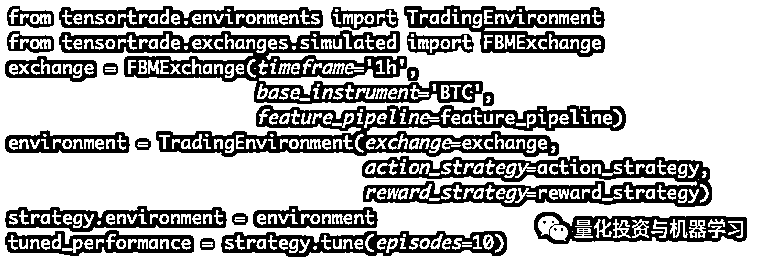 from tensortrade.environments import TradingEnvironment
from tensortrade.exchanges.simulated import FBMExchange
exchange = FBMExchange(timeframe='1h',
base_instrument='BTC',
feature_pipeline=feature_pipeline)
environment = TradingEnvironment(exchange=exchange,
action_strategy=action_strategy,
reward_strategy=reward_strategy)
strategy.environment = environment
tuned_performance = strategy.tune(episodes=10)
量化投资与机器学习